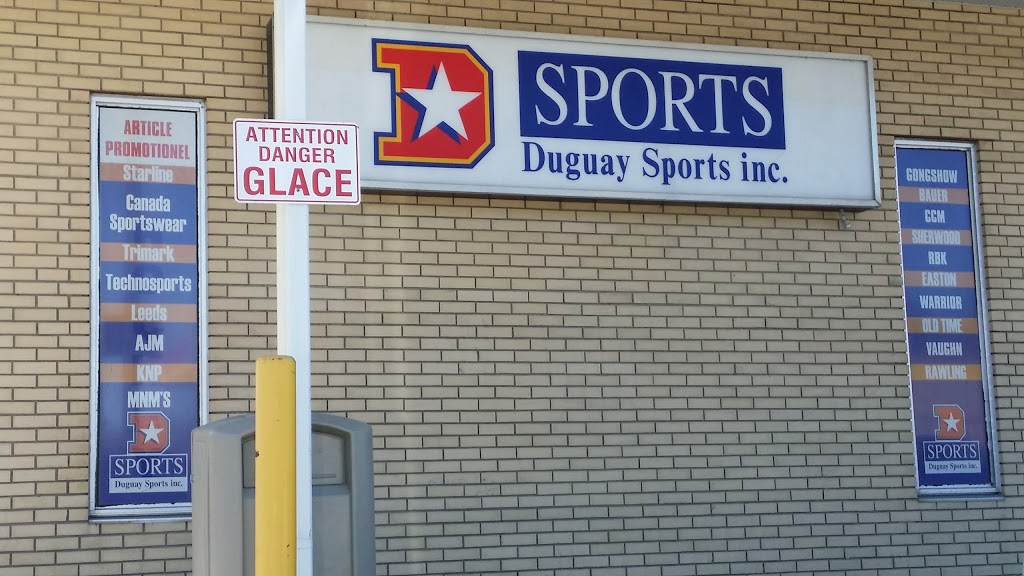 ARTICLE
PROMOTIONEL
Starline
Canada
Sportswear
Trimark
Technosports
Leeds
AJM
KNP
MNM'S
D
SPORTS
Duguay Sports inc.
ATTENTION
DANGER
GLACE
D
SPORTS
Duguay Sports inc.
GONGSHOW
BAUER
CCM
SHERWOOD
RBK
EASTON
WARRIOR
OLD TIME
VAUGHN
RAWLING
D
SPORTS
Duguay Sports inc.